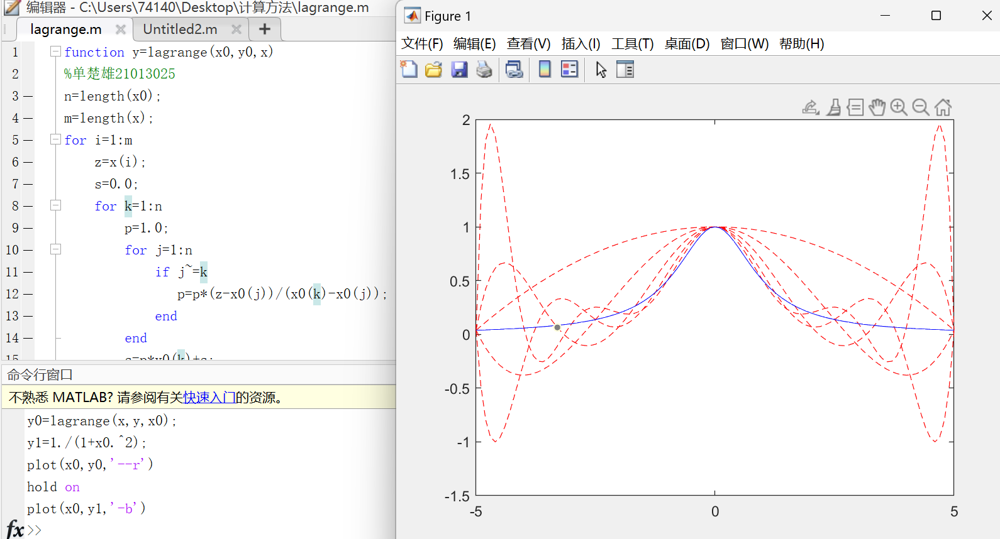 编辑器 - C:\Users\74140\Desktop\计算方法\lagrange.m
lagrange.m
Untitled2.m
1 function y=lagrange(x0,y0,x)
2 %单楚雄21013025
3 n=length(x0);
4 m=length(x);
5 for i=1:m
6 z=x(i);
7 s=0.0;
8 for k=1:n
9 p=1.0;
10 for j=1:n
11 if j~=k
12 p=p*(z-x0(j))/(x0(k)-x0(j));
13 end
14 end
15 s=p*y0(k)+s;
命令行窗口
不熟悉 MATLAB? 请参阅有关快速入门的资源。
y0=lagrange(x,y,x0);
y1=1./(1+x0.^2);
plot(x0,y0,'--r')
hold on
plot(x0,y1,'-b')
fx >>
Figure 1
文件(F) 编辑(E) 查看(V) 插入(I) 工具(T) 桌面(D) 窗口(W) 帮助(H)
2
1.5
1
0.5
0
-0.5
-1
-1.5
-5 0 5